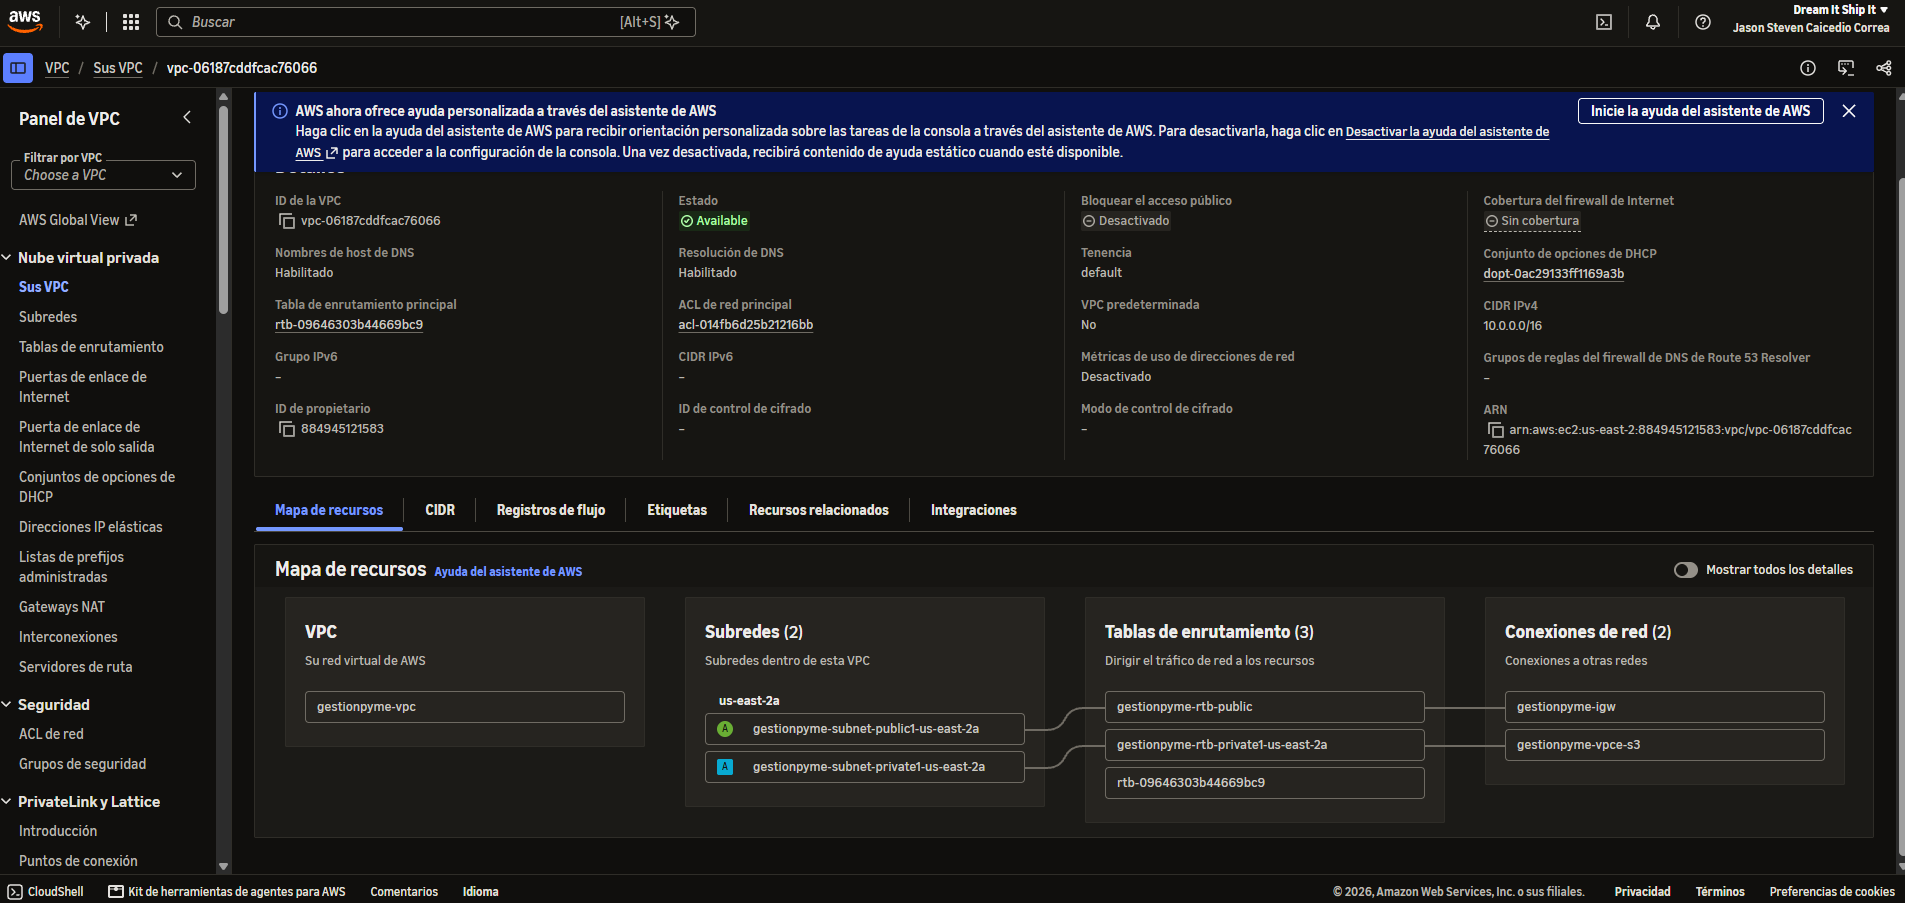 aws
Buscar
[Alt+S]
Dream It Ship It
Jason Steven Caicedo Correa
VPC / Sus VPC / vpc-06187cddfcac76066
Panel de VPC
Filtrar por VPC
Choose a VPC
AWS Global View
Nube virtual privada
Sus VPC
Subredes
Tablas de enrutamiento
Puertas de enlace de
Internet
Puerta de enlace de
Internet de solo salida
Conjuntos de opciones de
DHCP
Direcciones IP elásticas
Listas de prefijos
administradas
Gateways NAT
Interconexiones
Servidores de ruta
Seguridad
ACL de red
Grupos de seguridad
PrivateLink y Lattice
Introducción
Puntos de conexión
AWS ahora ofrece ayuda personalizada a través del asistente de AWS
Haga clic en la ayuda del asistente de AWS para recibir orientación personalizada sobre las tareas de la consola a través del asistente de AWS. Para desactivarla, haga clic en Desactivar la ayuda del asistente de
AWS para acceder a la configuración de la consola. Una vez desactivada, recibirá contenido de ayuda estático cuando esté disponible.
Inicie la ayuda del asistente de AWS
ID de la VPC
vpc-06187cddfcac76066
Estado
Available
Bloquear el acceso público
Desactivado
Cobertura del firewall de Internet
Sin cobertura
Nombres de host de DNS
Habilitado
Resolución de DNS
Habilitado
Tenencia
default
Conjunto de opciones de DHCP
dopt-0ac29133ff1169a3b
Tabla de enrutamiento principal
rtb-09646303b44669bc9
ACL de red principal
acl-014fb6d25b21216bb
VPC predeterminada
No
CIDR IPv4
10.0.0.0/16
Grupo IPv6
–
CIDR IPv6
–
Métricas de uso de direcciones de red
Desactivado
Grupos de reglas del firewall de DNS de Route 53 Resolver
–
ID de propietario
884945121583
ID de control de cifrado
–
Modo de control de cifrado
–
ARN
arn:aws:ec2:us-east-2:884945121583:vpc/vpc-06187cddfcac
76066
Mapa de recursos
CIDR
Registros de flujo
Etiquetas
Recursos relacionados
Integraciones
Mapa de recursos Ayuda del asistente de AWS
Mostrar todos los detalles
VPC
Su red virtual de AWS
gestionpyme-vpc
Subredes (2)
Subredes dentro de esta VPC
us-east-2a
A gestionpyme-subnet-public1-us-east-2a
A gestionpyme-subnet-private1-us-east-2a
Tablas de enrutamiento (3)
Dirigir el tráfico de red a los recursos
gestionpyme-rtb-public
gestionpyme-rtb-private1-us-east-2a
rtb-09646303b44669bc9
Conexiones de red (2)
Conexiones a otras redes
gestionpyme-igw
gestionpyme-vpce-s3
CloudShell
Kit de herramientas de agentes para AWS
Comentarios
Idioma
© 2026, Amazon Web Services, Inc. o sus filiales.
Privacidad
Términos
Preferencias de cookies